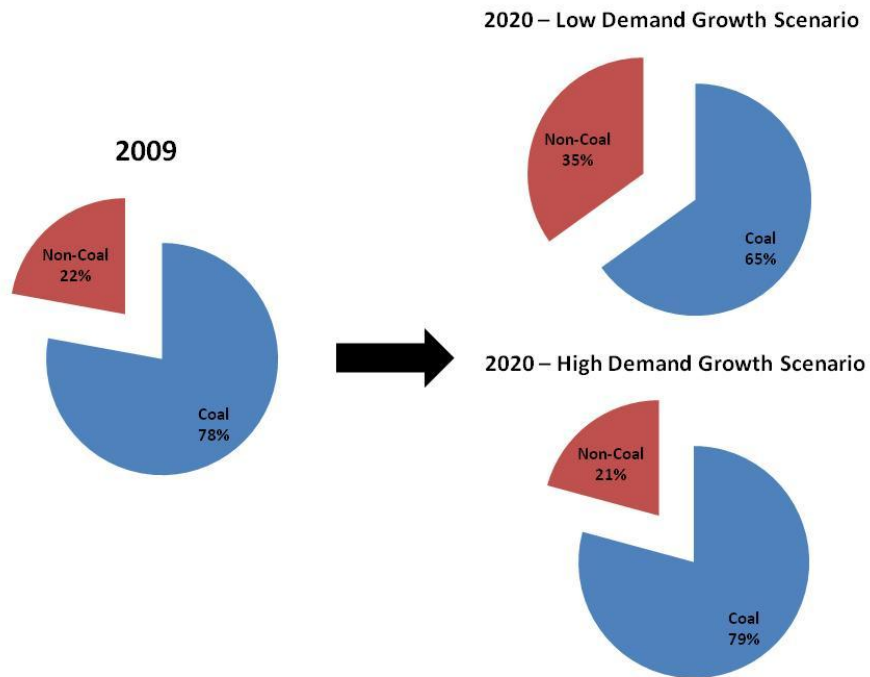 2009
Non-Coal
22%
Coal
78%
2020 – Low Demand Growth Scenario
Non-Coal
35%
Coal
65%
2020 – High Demand Growth Scenario
Non-Coal
21%
Coal
79%